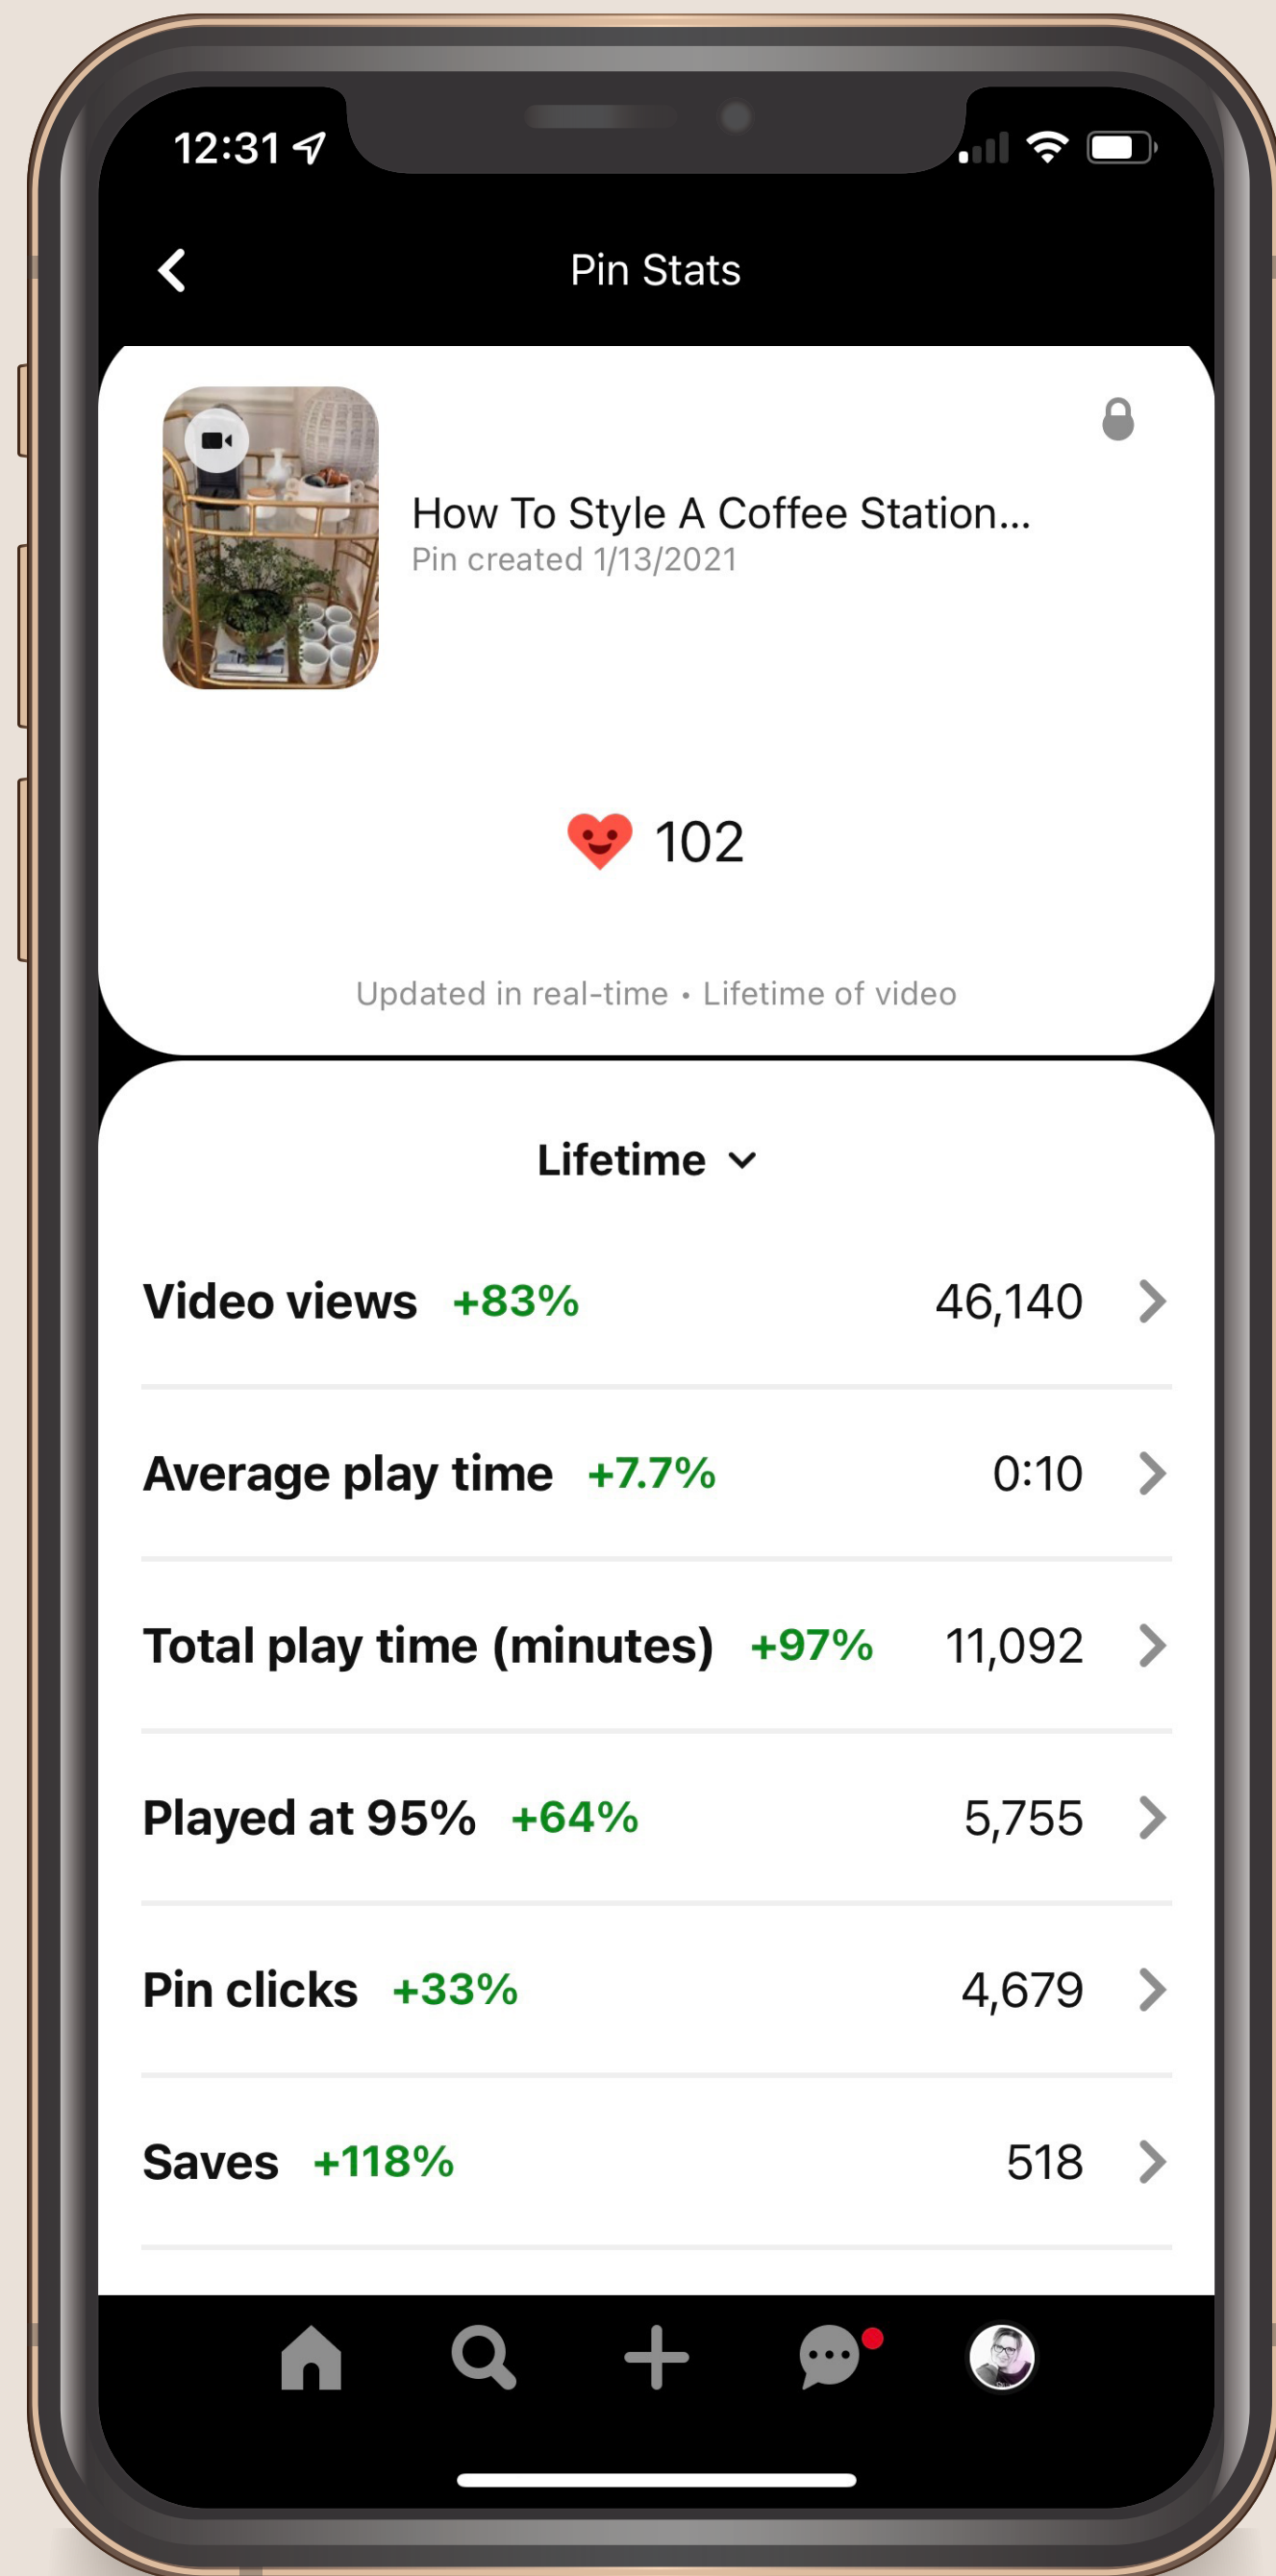 12:31
Pin Stats
How To Style A Coffee Station...
Pin created 1/13/2021
102
Updated in real-time • Lifetime of video
Lifetime
Video views +83% 46,140
Average play time +7.7% 0:10
Total play time (minutes) +97% 11,092
Played at 95% +64% 5,755
Pin clicks +33% 4,679
Saves +118% 518